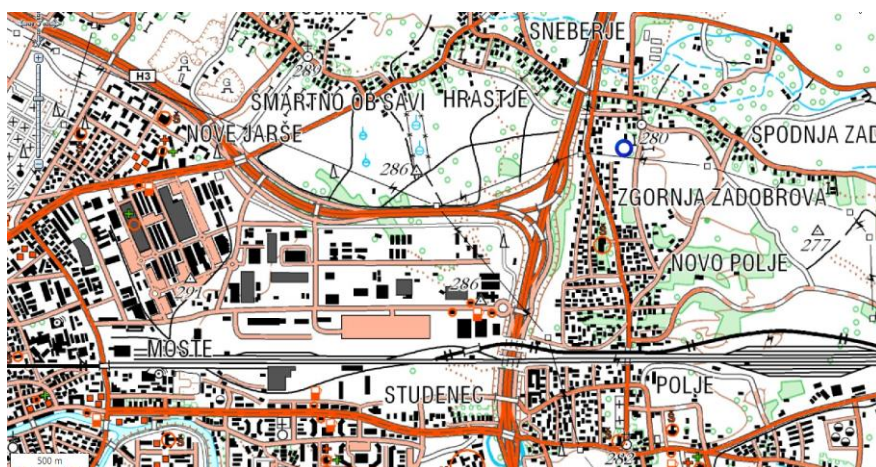 SNEBERJE
280
H3
ŠMARTNO OB SAVI
HRASTJE
NOVE JARŠE
280
SPODNJA ZAD
286
ZGORNJA ZADOBROVA
277
NOVO POLJE
291
286
MOSTE
STUDENEC
POLJE
282
500 m